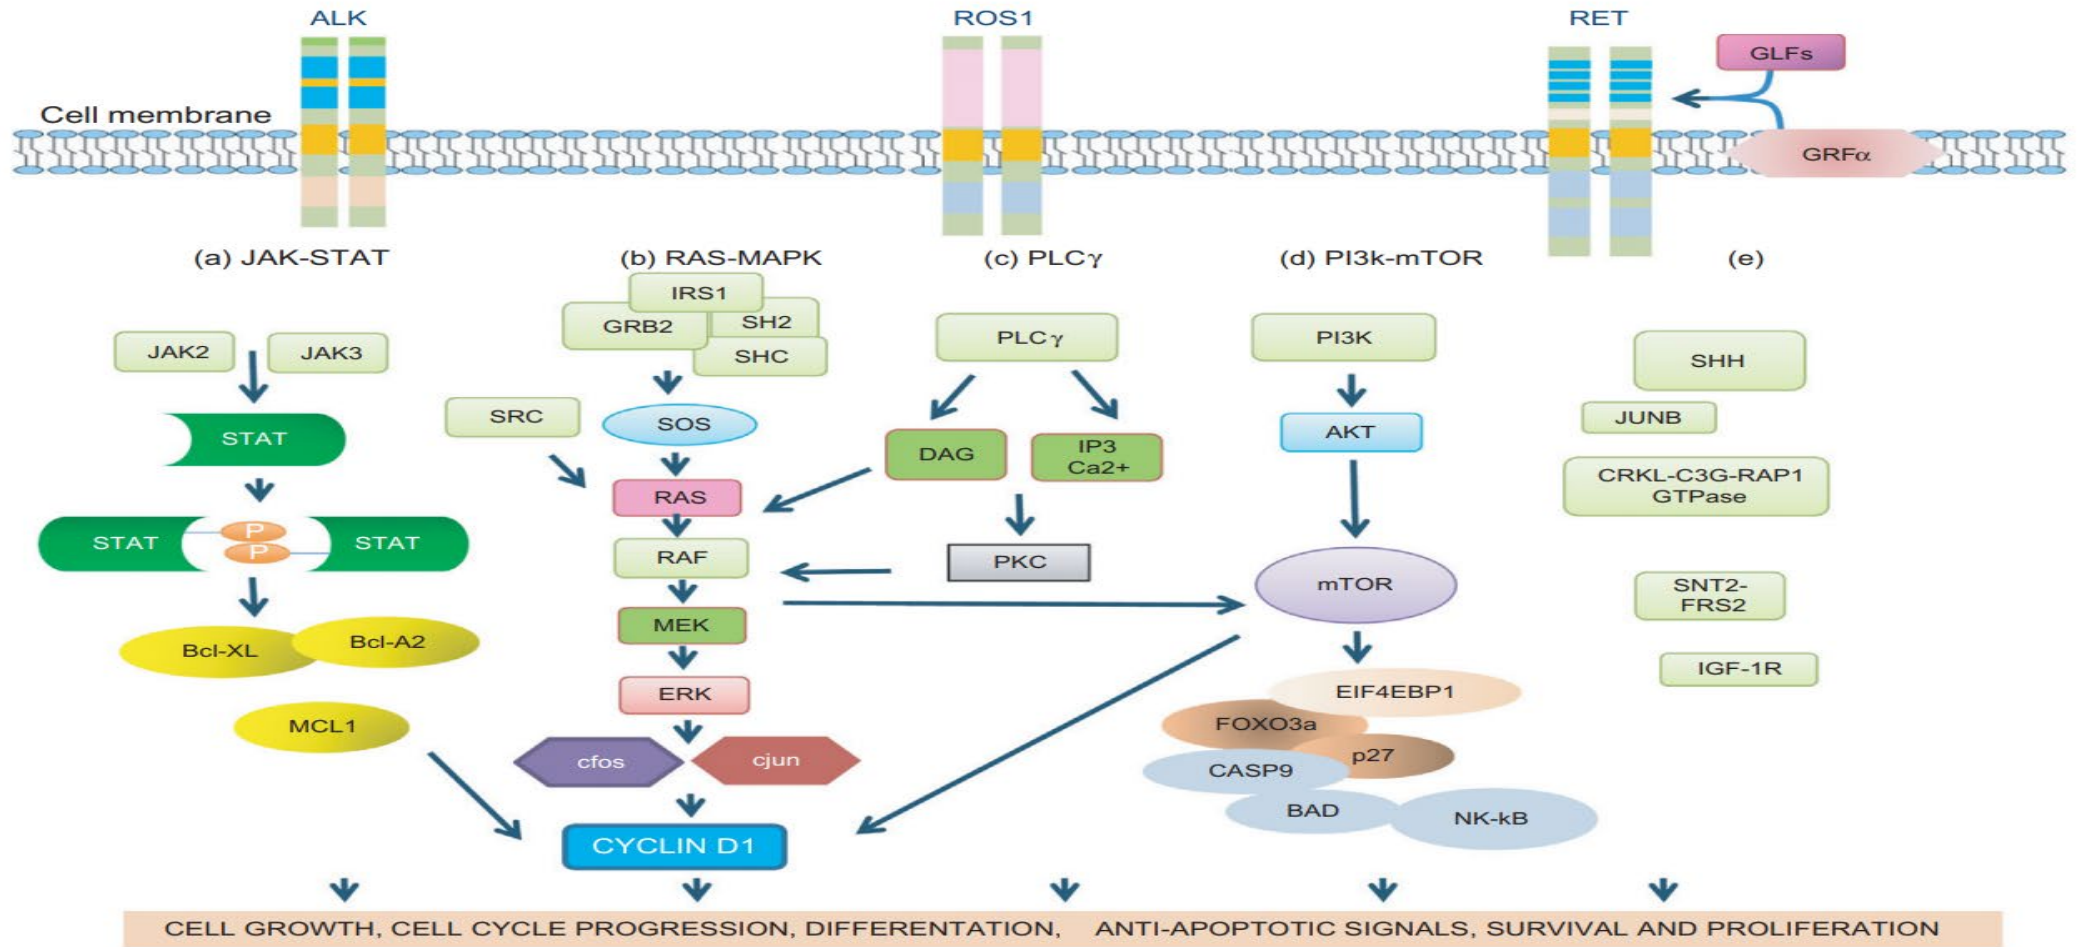 ALK
ROS1
RET
GLFs
Cell membrane
GRFα
(a) JAK-STAT
(b) RAS-MAPK
(c) PLCγ
(d) PI3k-mTOR
(e)
JAK2
JAK3
STAT
STAT
P
P
STAT
Bcl-XL
Bcl-A2
MCL1
IRS1
GRB2
SH2
SHC
SRC
SOS
RAS
RAF
MEK
ERK
cfos
cjun
CYCLIN D1
PLCγ
DAG
IP3
Ca2+
PKC
PI3K
AKT
mTOR
EIF4EBP1
FOXO3a
p27
CASP9
BAD
NK-kB
SHH
JUNB
CRKL-C3G-RAP1
GTPase
SNT2-
FRS2
IGF-1R
CELL GROWTH, CELL CYCLE PROGRESSION, DIFFERENTATION, ANTI-APOPTOTIC SIGNALS, SURVIVAL AND PROLIFERATION